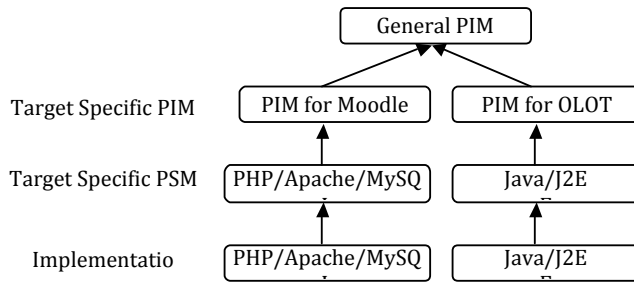 General PIM
Target Specific PIM
PIM for Moodle
PIM for OLOT
Target Specific PSM
PHP/Apache/MySQ
Java/J2E
Implementatio
PHP/Apache/MySQ
Java/J2E